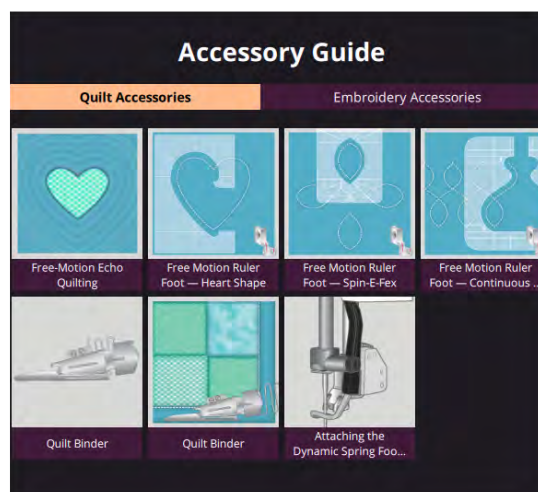 Accessory Guide
Quilt Accessories
Embroidery Accessories
Free-Motion Echo
Quilting
Free Motion Ruler
Foot — Heart Shape
Free Motion Ruler
Foot — Spin-E-Fex
Free Motion Ruler
Foot — Continuous ..
Quilt Binder
Quilt Binder
Attaching the
Dynamic Spring Foo...